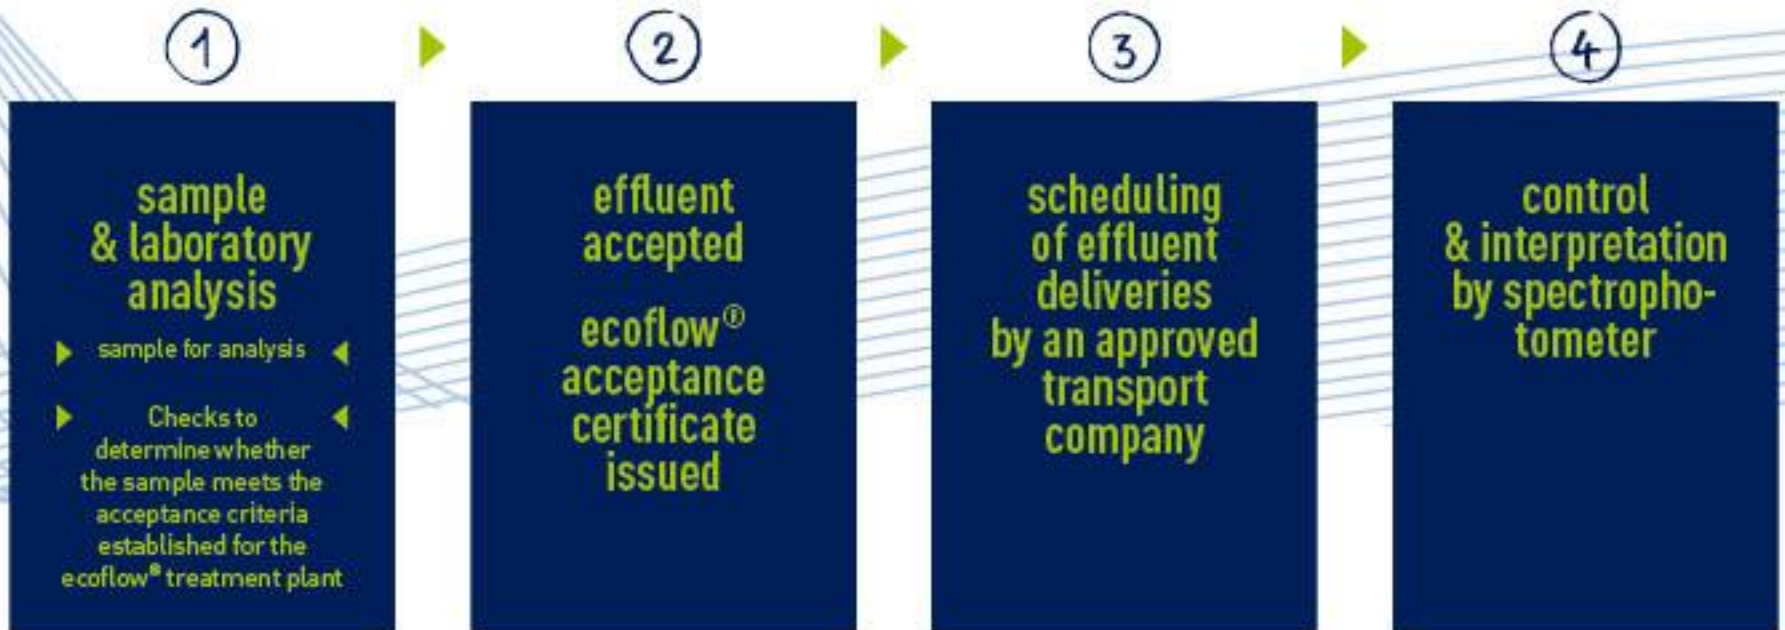 1
sample
& laboratory
analysis
sample for analysis
Checks to
determine whether
the sample meets the
acceptance criteria
established for the
ecoflow® treatment plant
2
effluent
accepted
ecoflow®
acceptance
certificate
issued
3
scheduling
of effluent
deliveries
by an approved
transport
company
4
control
& interpretation
by spectropho-
tometer